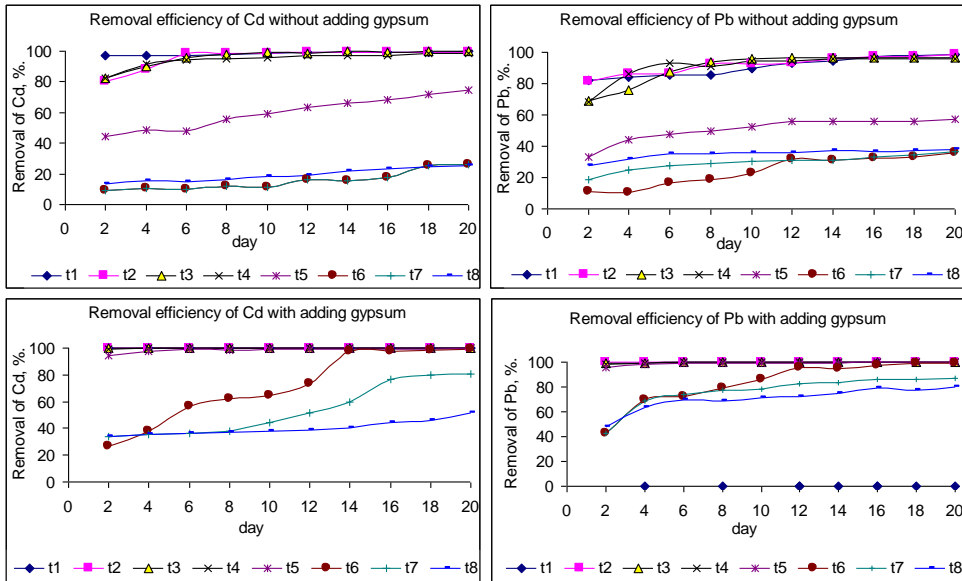 Removal efficiency of Cd without adding gypsum
Removal of Cd, %.
100
80
60
40
20
0
0 2 4 6 8 10 12 14 16 18 20
day
t1 t2 t3 t4 t5 t6 t7 t8
Removal efficiency of Pb without adding gypsum
Removal of Pb, %.
100
80
60
40
20
0
0 2 4 6 8 10 12 14 16 18 20
day
t1 t2 t3 t4 t5 t6 t7 t8
Removal efficiency of Cd with adding gypsum
Removal of Cd, %.
100
80
60
40
20
0
0 2 4 6 8 10 12 14 16 18 20
day
t1 t2 t3 t4 t5 t6 t7 t8
Removal efficiency of Pb with adding gypsum
Removal of Pb, %.
100
80
60
40
20
0
0 2 4 6 8 10 12 14 16 18 20
day
t1 t2 t3 t4 t5 t6 t7 t8